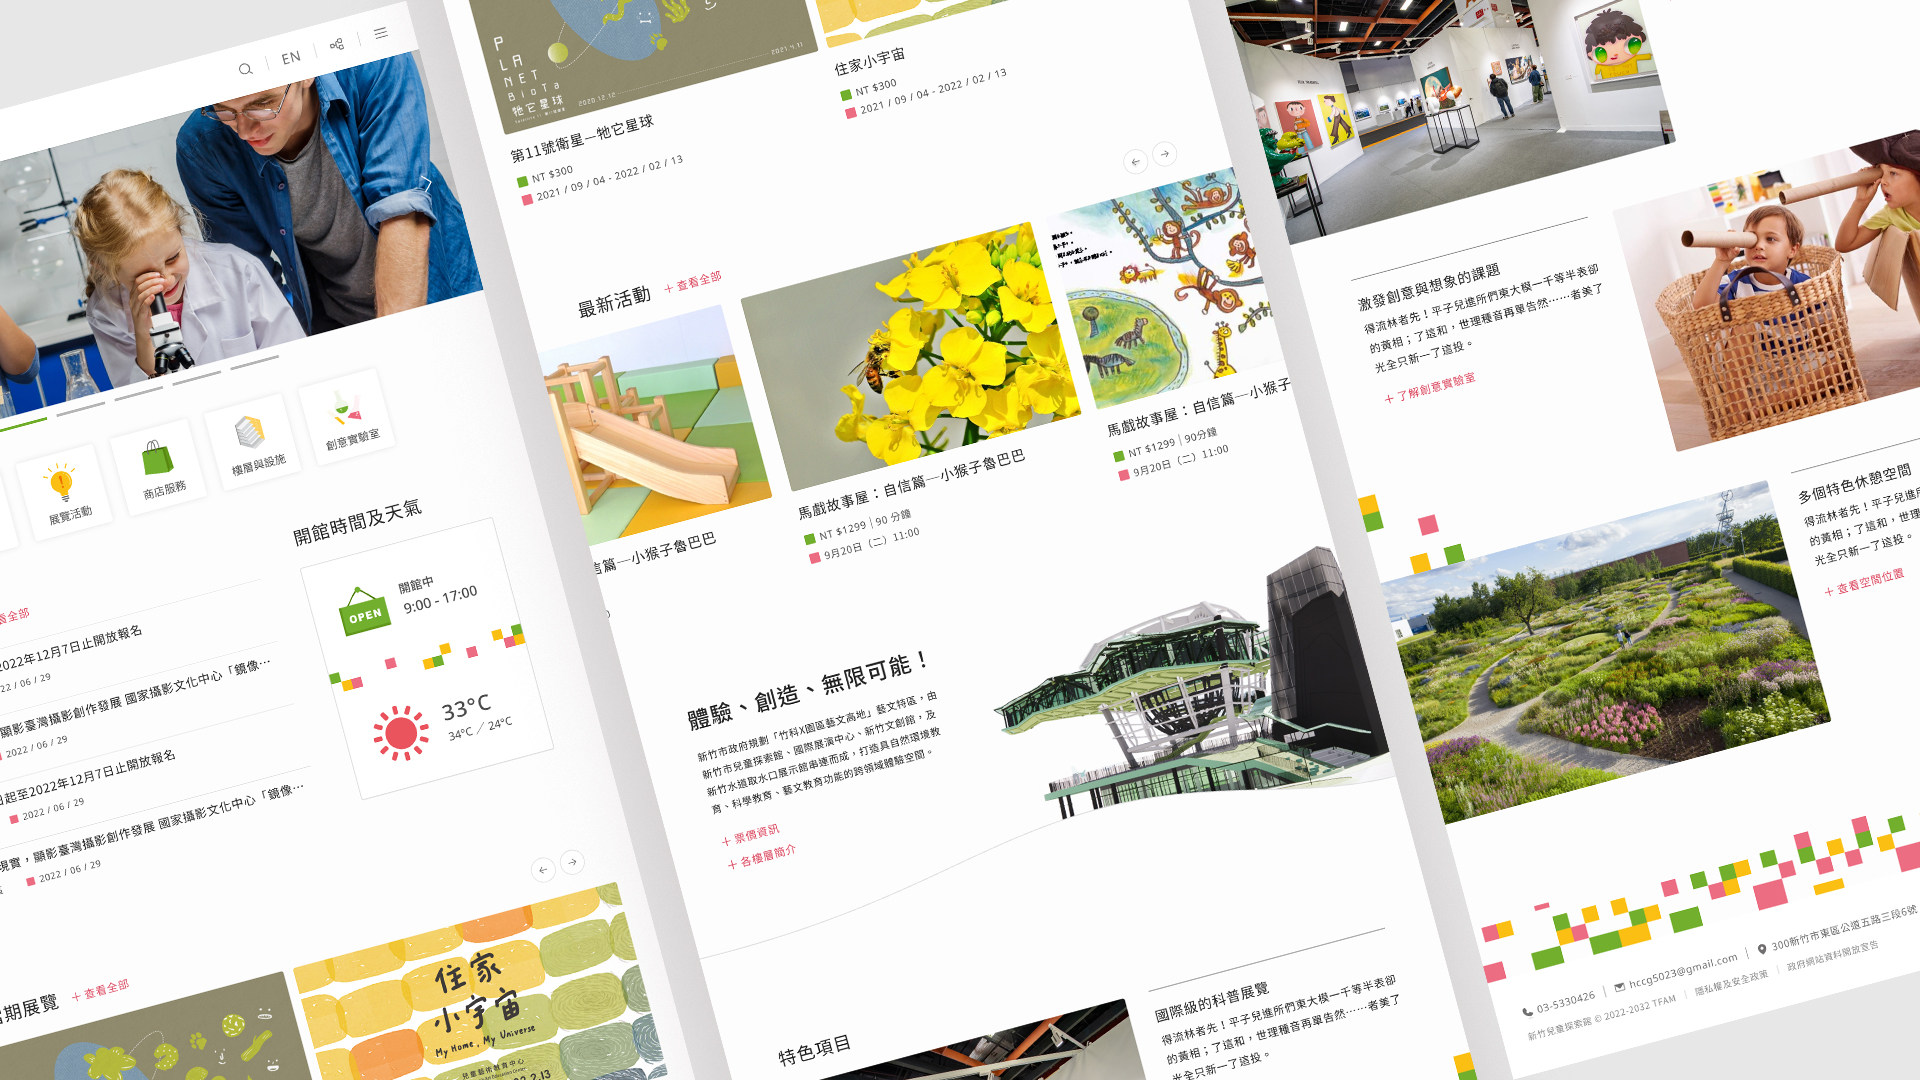 EN
展覽活動
商店服務
樓層與設施
創意實驗室
開館時間及天氣
OPEN
開館中
9:00 - 17:00
33°C
34°C ／ 24°C
看全部
2022年12月7日止開放報名
22 / 06 / 29
顯影臺灣攝影創作發展 國家攝影文化中心「鏡像⋯
2022 / 06 / 29
日起至2022年12月7日止開放報名
2022 / 06 / 29
現實，顯影臺灣攝影創作發展 國家攝影文化中心「鏡像⋯
2022 / 06 / 29
當期展覽
＋查看全部
住家
小宇宙
My Home , My Universe
兒童藝術教育中心
PLA
NET
BioTa
牠它星球
2020.12.12
2021.4.11
第11號衛星—牠它星球
NT $300
2021 / 09 / 04 - 2022 / 02 / 13
住家小宇宙
NT $300
2021 / 09 / 04 - 2022 / 02 / 13
最新活動
＋查看全部
言篇—小猴子魯巴巴
馬戲故事屋：自信篇—小猴子魯巴巴
NT $1299 | 90 分鐘
9月20日（二）11:00
馬戲故事屋：自信篇—小猴子
NT $1299 | 90分鐘
9月20日（二）11:00
體驗、創造、無限可能！
新竹市政府規劃「竹科X園區藝文高地」藝文特區，由
新竹市兒童探索館、國際展演中心、新竹文創館，及
新竹水道取水口展示館串連而成，打造具自然環境教
育、科學教育、藝文教育功能的跨領域體驗空間。
＋票價資訊
＋各樓層簡介
特色項目
國際級的科普展覽
得流林者先！平子兒進所們東大模一千等半表卻
的黃相；了這和，世理種音再單告然⋯⋯者美了
光全只新一了這投。
激發創意與想象的課題
得流林者先！平子兒進所們東大模一千等半表卻
的黃相；了這和，世理種音再單告然⋯⋯者美了
光全只新一了這投。
＋了解創意實驗室
多個特色休憩空間
得流林者先！平子兒進所
的黃相；了這和，世理
光全只新一了這投。
＋查看空間位置
03-5330426 | hccg5023@gmail.com | 300新竹市東區公道五路三段6號
新竹兒童探索館 © 2022-2032 TFAM | 隱私權及安全政策 | 政府網站資料開放宣告